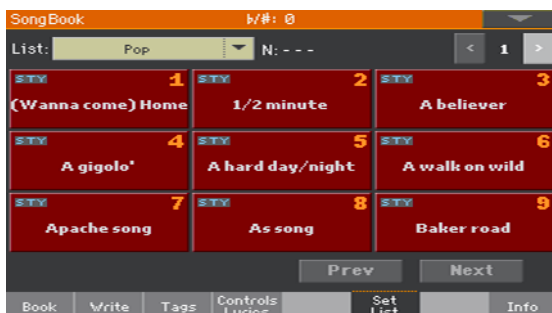 SongBook ♭/#: 0
List: Pop N: - - - < 1 >
STY 1 STY 2 STY 3
(Wanna come) Home 1/2 minute A believer
STY 4 STY 5 STY 6
A gigolo' A hard day/night A walk on wild
STY 7 STY 8 STY 9
Apache song As song Baker road
Prev Next
Book Write Tags Controls Set Info
Lyrics List